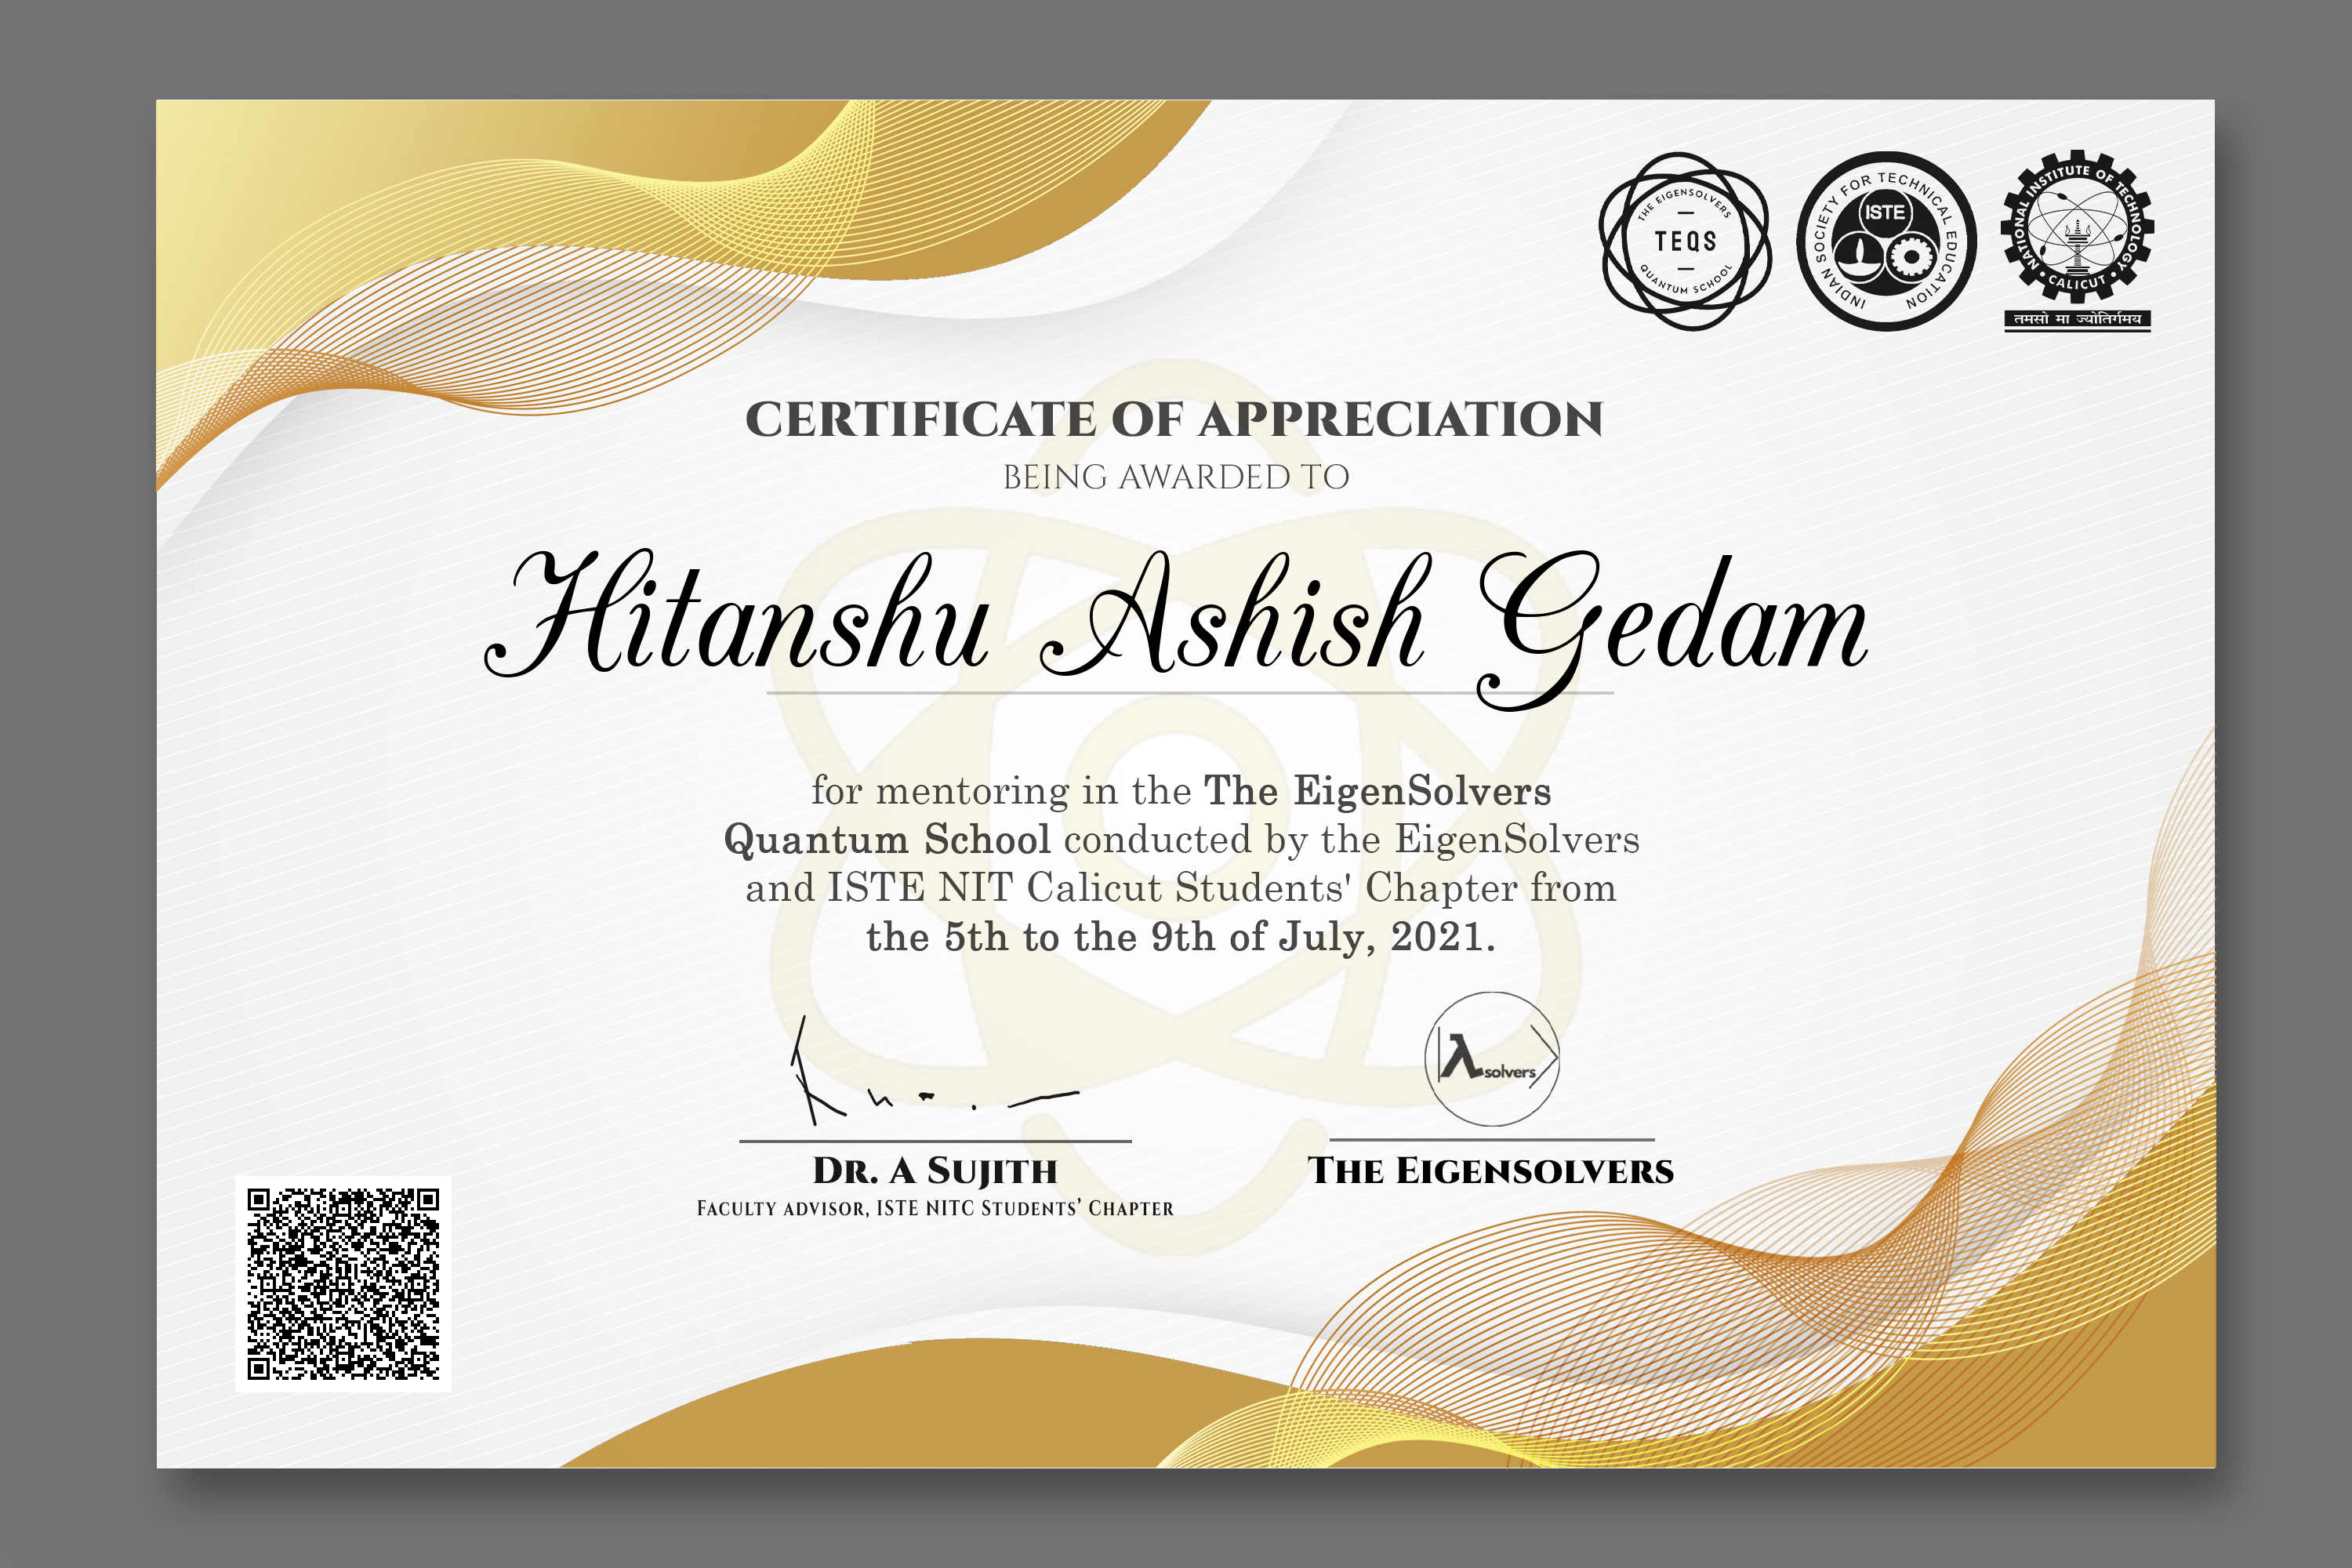 THE EIGENSOLVERS
TEQS
QUANTUM SCHOOL
INDIAN SOCIETY FOR TECHNICAL EDUCATION
ISTE
NATIONAL INSTITUTE OF TECHNOLOGY
• CALICUT •
तमसो मा ज्योतिर्गमय
CERTIFICATE OF APPRECIATION
BEING AWARDED TO
Hitanshu Ashish Gedam
for mentoring in the The EigenSolvers
Quantum School conducted by the EigenSolvers
and ISTE NIT Calicut Students' Chapter from
the 5th to the 9th of July, 2021.
λ solvers
DR. A SUJITH
FACULTY ADVISOR, ISTE NITC STUDENTS’ CHAPTER
THE EIGENSOLVERS